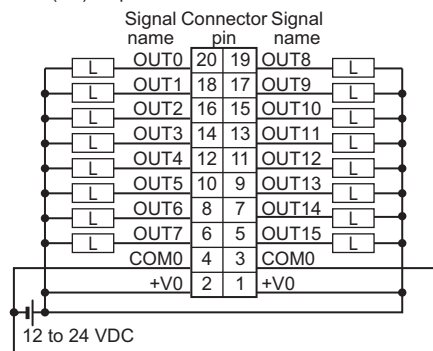 Signal Connector Signal
name pin name
L OUT0 20 19 OUT8 L
L OUT1 18 17 OUT9 L
L OUT2 16 15 OUT10 L
L OUT3 14 13 OUT11 L
L OUT4 12 11 OUT12 L
L OUT5 10 9 OUT13 L
L OUT6 8 7 OUT14 L
L OUT7 6 5 OUT15 L
COM0 4 3 COM0
+V0 2 1 +V0
12 to 24 VDC